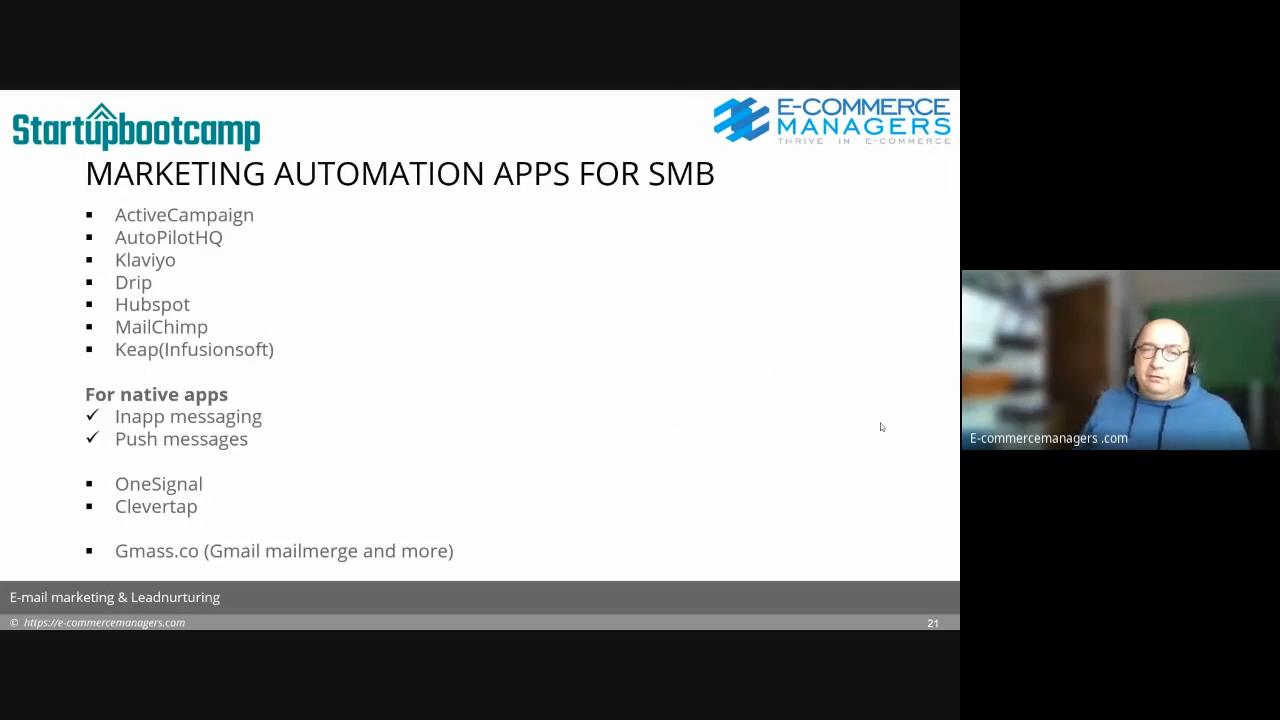 Startupbootcamp
E-COMMERCE
MANAGERS
THRIVE IN E-COMMERCE
MARKETING AUTOMATION APPS FOR SMB
ActiveCampaign
AutoPilotHQ
Klaviyo
Drip
Hubspot
MailChimp
Keap(Infusionsoft)
For native apps
Inapp messaging
Push messages
OneSignal
Clevertap
Gmass.co (Gmail mailmerge and more)
E-commercemanagers .com
E-mail marketing & Leadnurturing
© https://e-commercemanagers.com
21